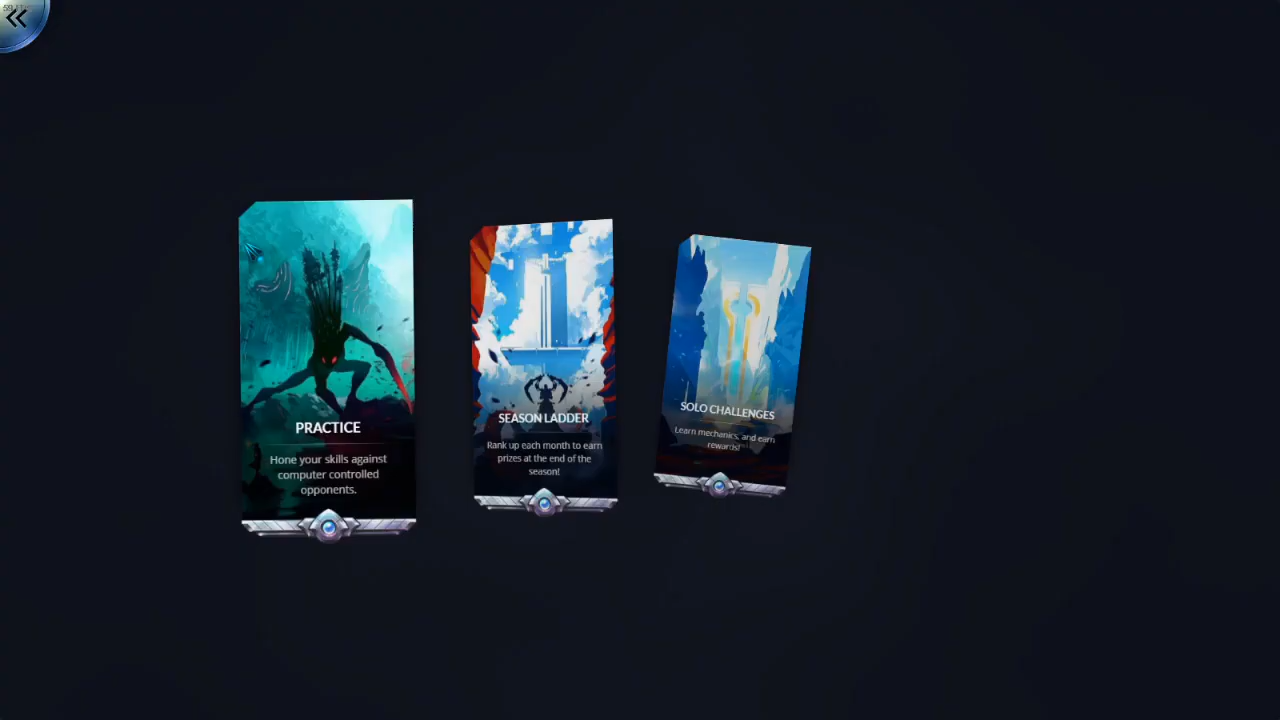 PRACTICE
Hone your skills against
computer controlled
opponents.
SEASON LADDER
Rank up each month to earn
prizes at the end of the
season!
SOLO CHALLENGES
Learn mechanics, and earn
rewards!